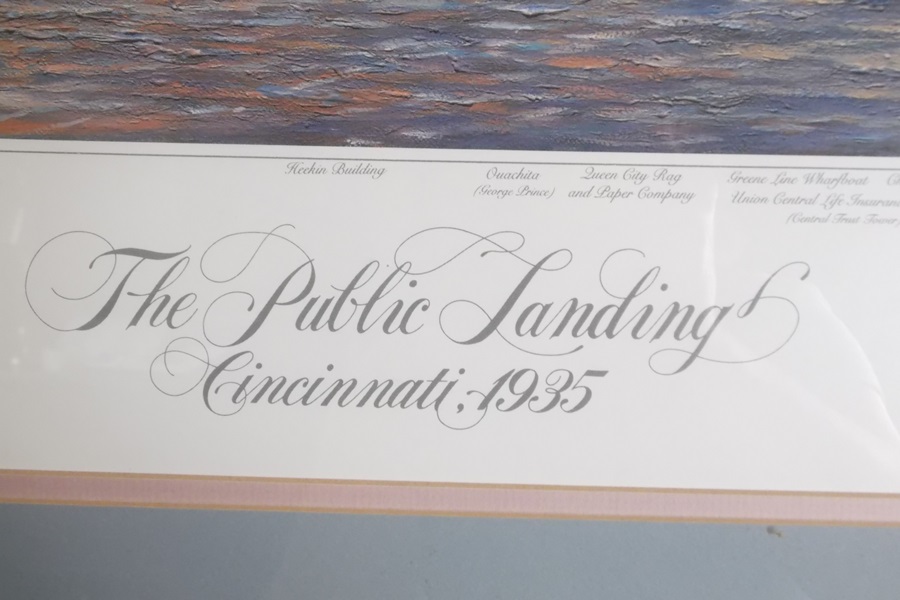 Heekin Building
Ouachita
(George Prince)
Queen City Rag
and Paper Company
Greene Line Wharfboat
Union Central Life
(Central Trust Tower)
The Public Landing
Cincinnati, 1935